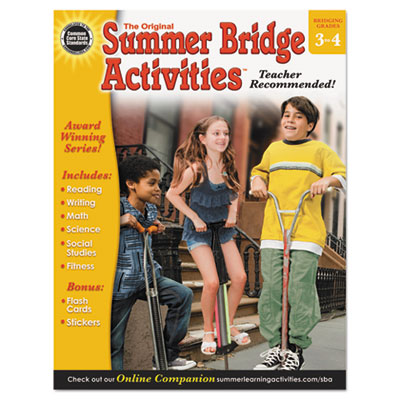 Common
Core State
Standards
The Original
Summer Bridge
Activities™
BRIDGING
GRADES
3–4
Teacher
Recommended!
Award
Winning
Series!
Includes:
• Reading
• Writing
• Math
• Science
• Social
Studies
• Fitness
Bonus:
• Flash
Cards
• Stickers
Check out our Online Companion summerlearningactivities.com/sba